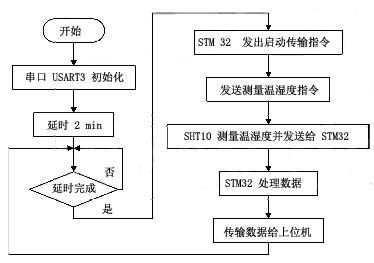 开始
串口 USART3 初始化
延时 2 min
延时完成
否
是
STM 32 发出启动传输指令
发送测量温湿度指令
SHT10 测量温湿度并发送给 STM32
STM32 处理数据
传输数据给上位机